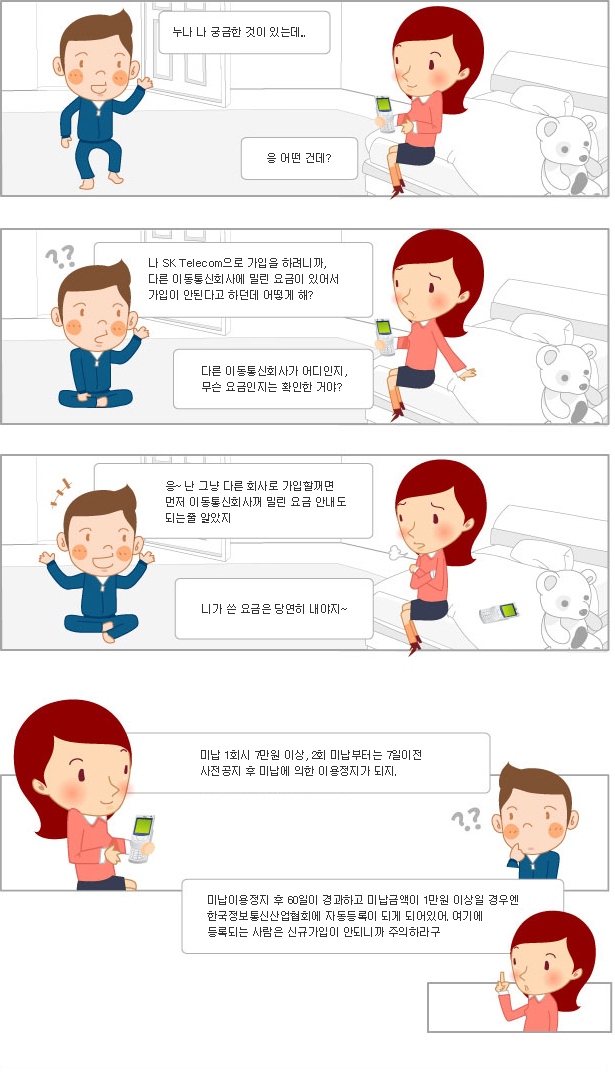 누나 나 궁금한 것이 있는데..
응 어떤 건데?
??
나 SK Telecom으로 가입을 하려니까,
다른 이동통신회사에 밀린 요금이 있어서
가입이 안된다고 하던데 어떻게 해?
다른 이동통신회사가 어디인지,
무슨 요금인지는 확인한 거야?
응~ 난 그냥 다른 회사로 가입할꺼면
먼저 이동통신회사꺼 밀린 요금 안내도
되는줄 알았지
니가 쓴 요금은 당연히 내야지~
미납 1회시 7만원 이상, 2회 미납부터는 7일이전
사전공지 후 미납에 의한 이용정지가 되지.
??
미납이용정지 후 60일이 경과하고 미납금액이 1만원 이상일 경우엔
한국정보통신산업협회에 자동등록이 되게 되어있어. 여기에
등록되는 사람은 신규가입이 안되니까 주의하라구